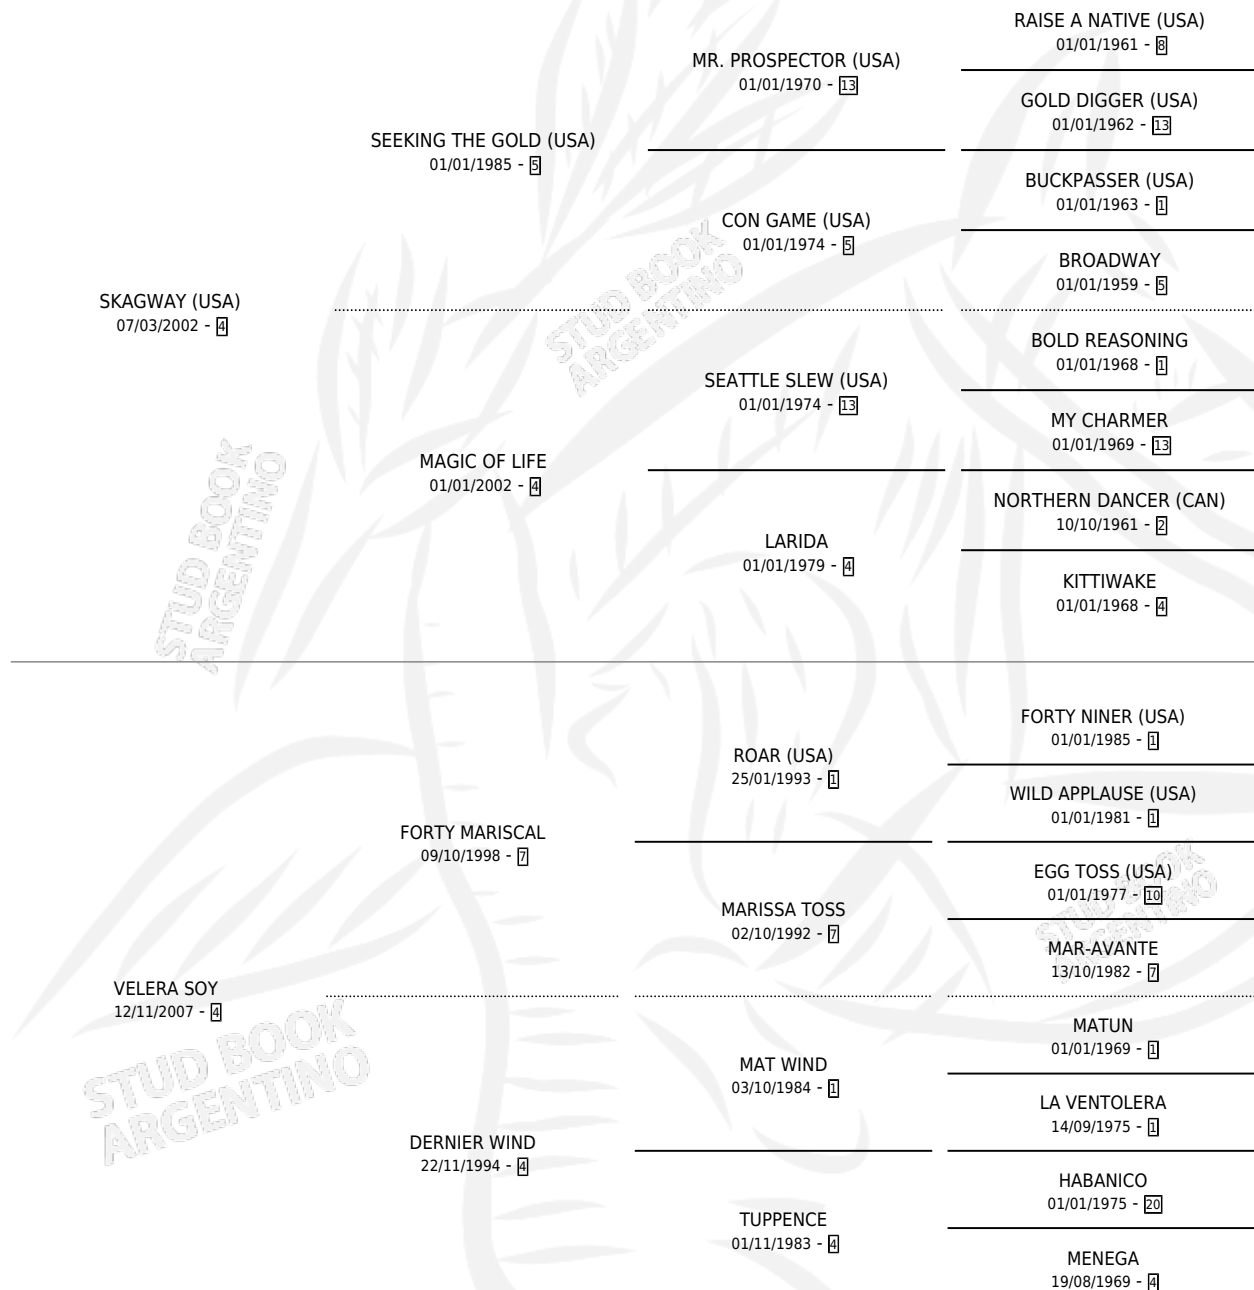 RAISE A NATIVE (USA)
01/01/1961 - 8
MR. PROSPECTOR (USA)
01/01/1970 - 13
GOLD DIGGER (USA)
01/01/1962 - 13
SEEKING THE GOLD (USA)
01/01/1985 - 5
BUCKPASSER (USA)
01/01/1963 - 1
CON GAME (USA)
01/01/1974 - 5
BROADWAY
01/01/1959 - 5
SKAGWAY (USA)
07/03/2002 - 4
BOLD REASONING
01/01/1968 - 1
SEATTLE SLEW (USA)
01/01/1974 - 13
MY CHARMER
01/01/1969 - 13
MAGIC OF LIFE
01/01/2002 - 4
NORTHERN DANCER (CAN)
10/10/1961 - 2
LARIDA
01/01/1979 - 4
KITTIWAKE
01/01/1968 - 4
FORTY NINER (USA)
01/01/1985 - 1
ROAR (USA)
25/01/1993 - 1
WILD APPLAUSE (USA)
01/01/1981 - 1
FORTY MARISCAL
09/10/1998 - 7
EGG TOSS (USA)
01/01/1977 - 10
MARISSA TOSS
02/10/1992 - 7
MAR-AVANTE
13/10/1982 - 7
VELERA SOY
12/11/2007 - 4
MATUN
01/01/1969 - 1
MAT WIND
03/10/1984 - 1
LA VENTOLERA
14/09/1975 - 1
DERNIER WIND
22/11/1994 - 4
HABANICO
01/01/1975 - 20
TUPPENCE
01/11/1983 - 4
MENEGA
19/08/1969 - 4
STUD BOOK
ARGENTINO
STUD BOOK
ARGENTINO
STUD BOOK
ARGENTINO
STUD BOOK
ARGENTINO